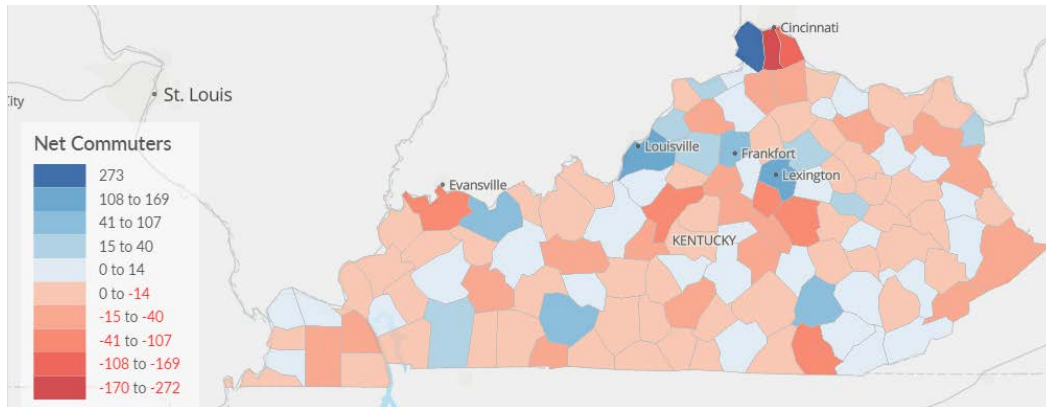 Cincinnati
St. Louis
City
Net Commuters
273
108 to 169
41 to 107
15 to 40
0 to 14
0 to -14
-15 to -40
-41 to -107
-108 to -169
-170 to -272
Louisville
Frankfort
Lexington
Evansville
KENTUCKY